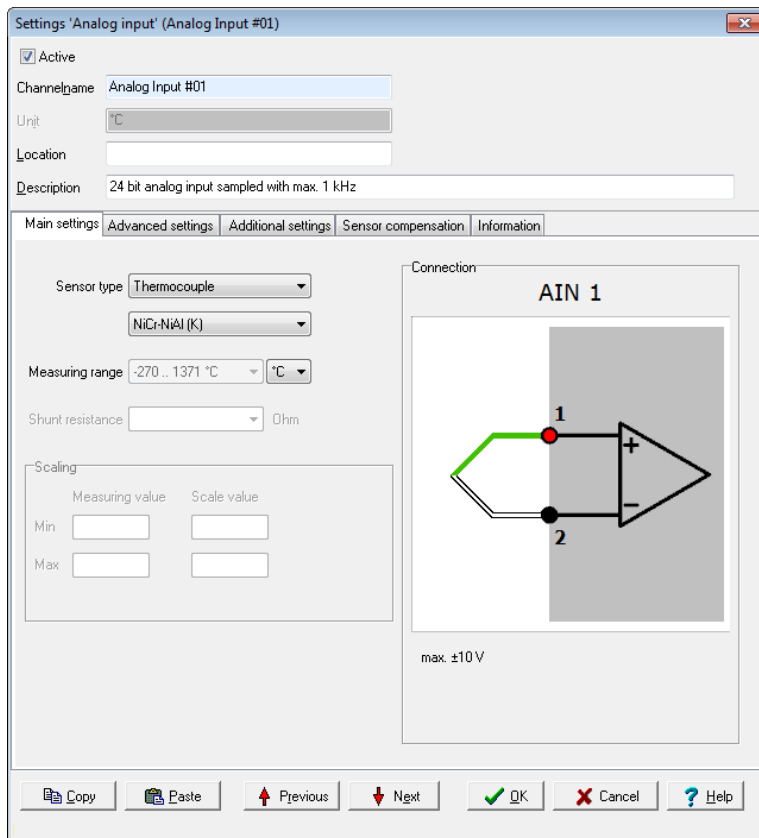 Settings 'Analog input' (Analog Input #01)
Active
Channelname Analog Input #01
Unit °C
Location
Description 24 bit analog input sampled with max. 1 kHz
Main settings Advanced settings Additional settings Sensor compensation Information
Sensor type Thermocouple
NiCr-NiAl (K)
Measuring range -270 .. 1371 °C °C
Shunt resistance Ohm
Scaling
Measuring value Scale value
Min
Max
Connection
AIN 1
1
+
−
2
max. ±10 V
Copy Paste Previous Next OK Cancel Help